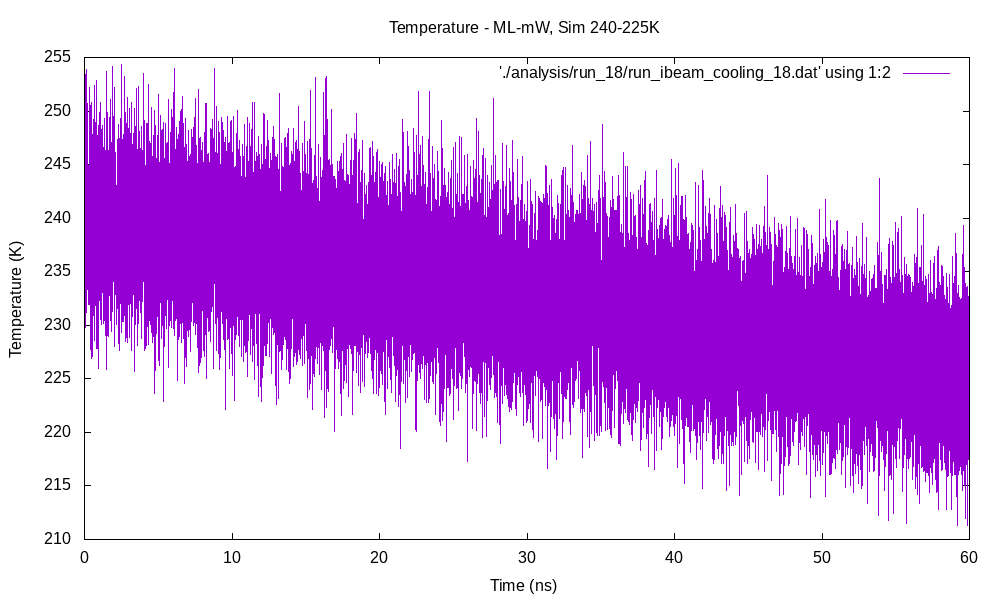 Temperature - ML-mW, Sim 240-225K
'./analysis/run_18/run_ibeam_cooling_18.dat' using 1:2
255
250
245
240
235
230
225
220
215
210
Temperature (K)
0 10 20 30 40 50 60
Time (ns)